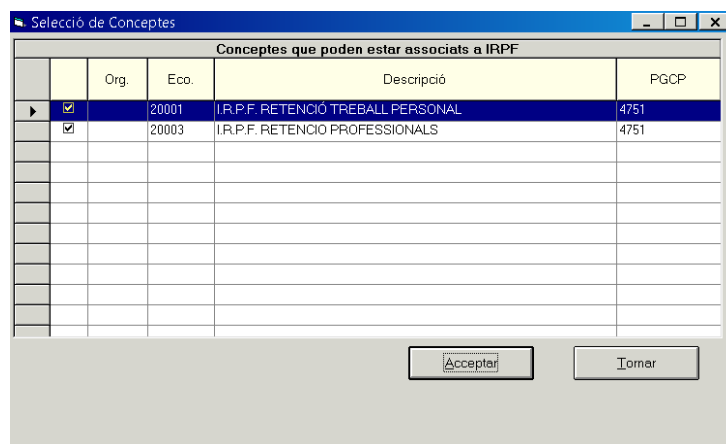 Selecció de Conceptes
Conceptes que poden estar associats a IRPF
Org. Eco. Descripció PGCP
20001 I.R.P.F. RETENCIÓ TREBALL PERSONAL 4751
20003 I.R.P.F. RETENCIO PROFESSIONALS 4751
Acceptar Tornar